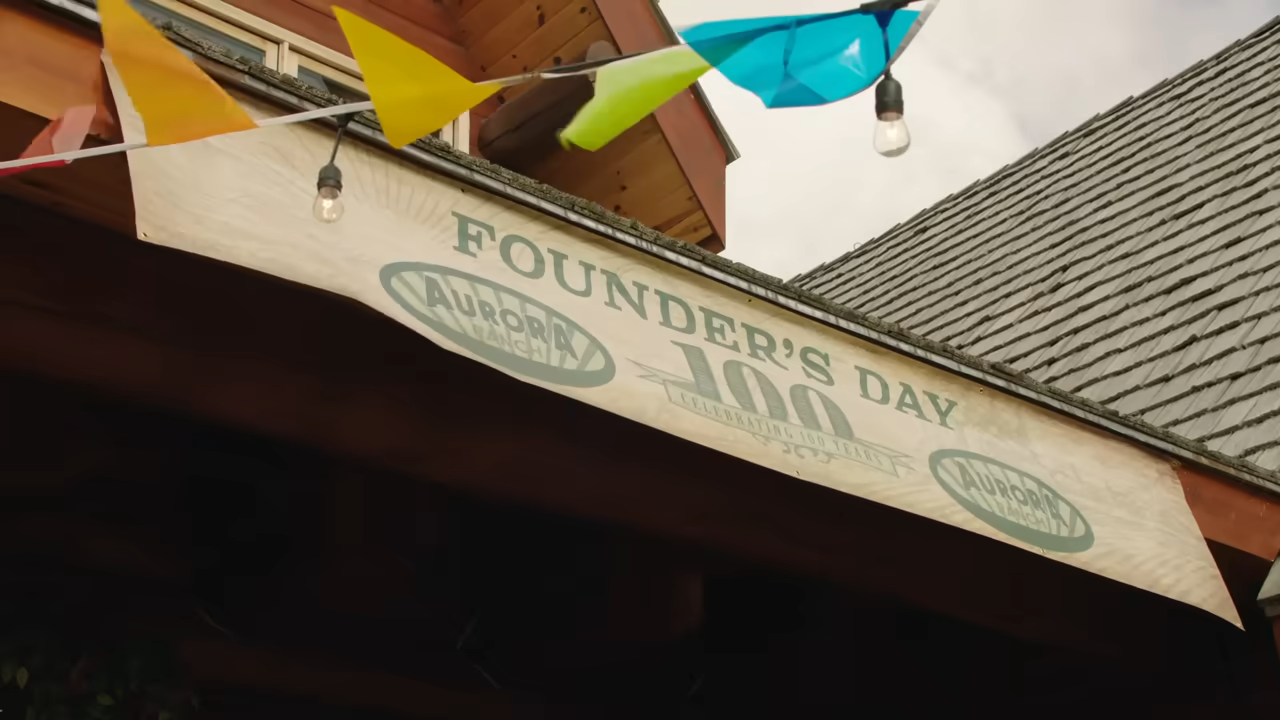 FOUNDER'S DAY
AURORA
RANCH
100
CELEBRATING 100 YEARS
AURORA
RANCH